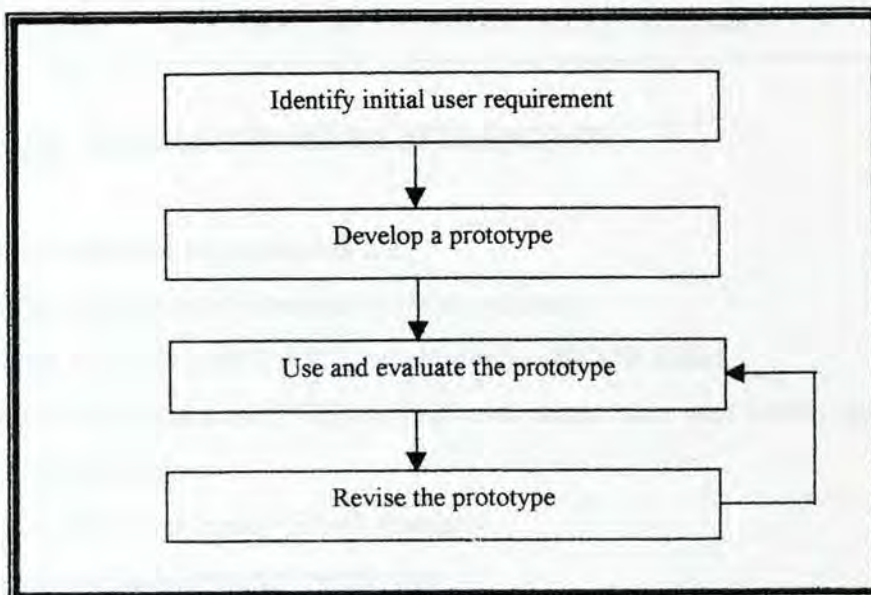 Identify initial user requirement
Develop a prototype
Use and evaluate the prototype
Revise the prototype